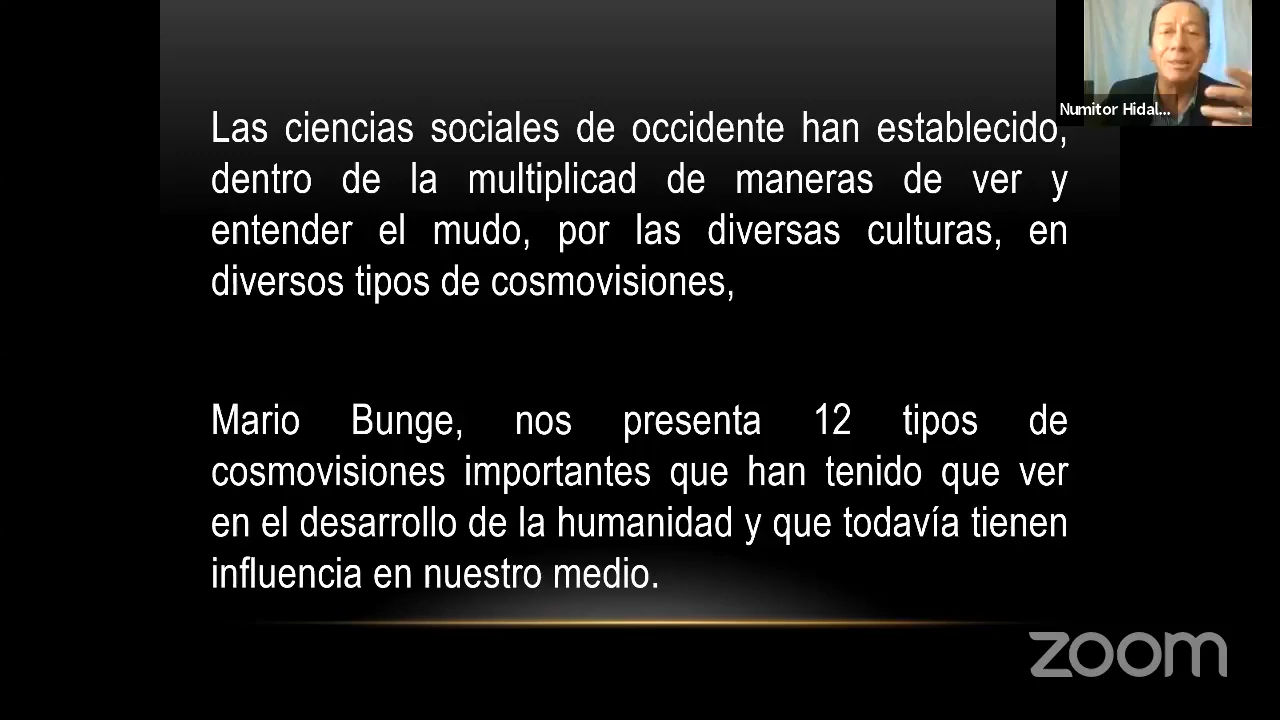 Las ciencias sociales de occidente han establecido,
dentro de la multiplicad de maneras de ver y
entender el mudo, por las diversas culturas, en
diversos tipos de cosmovisiones,
Mario Bunge, nos presenta 12 tipos de
cosmovisiones importantes que han tenido que ver
en el desarrollo de la humanidad y que todavía tienen
influencia en nuestro medio.
Numitor Hidal...
zoom